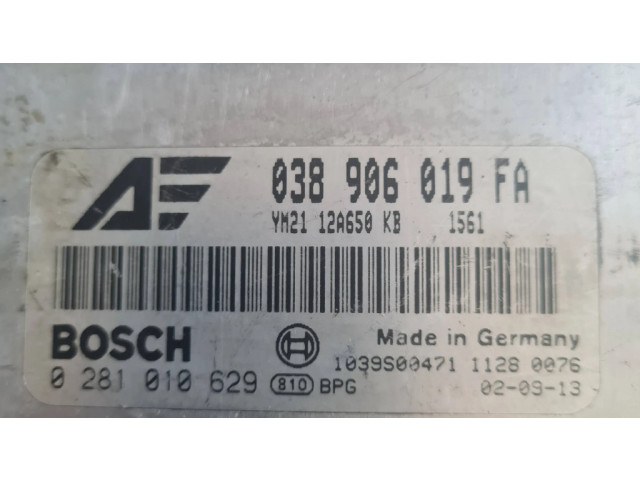 AF 038 906 019 FA
YM21 12A650 KB 1561
BOSCH Made in Germany
1039S00471 1128 0076
0 281 010 629 810 BPG 02-09-13